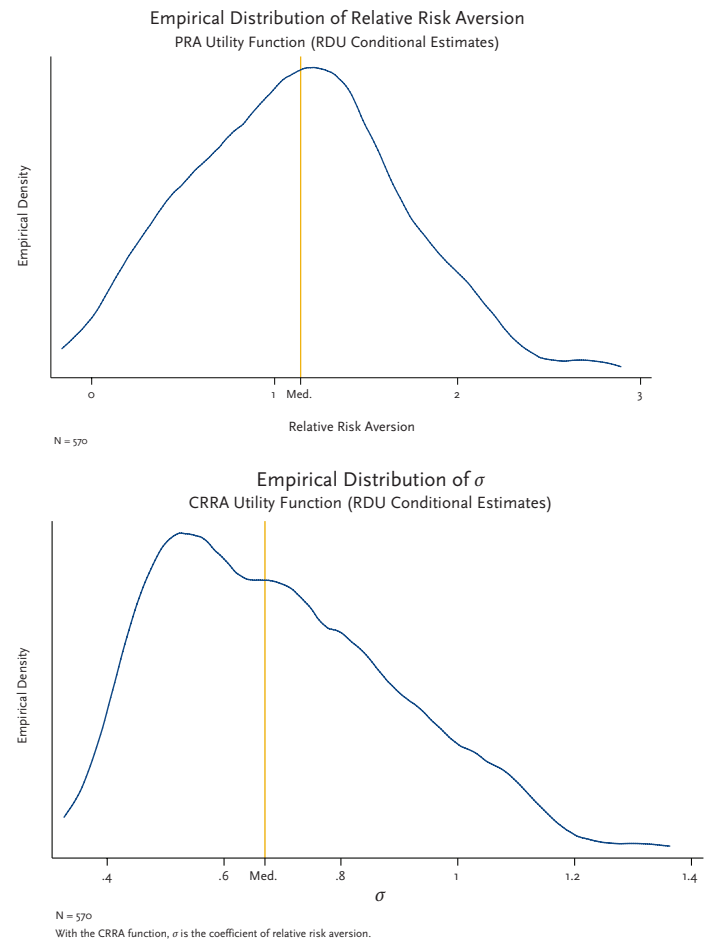 Empirical Distribution of Relative Risk Aversion
PRA Utility Function (RDU Conditional Estimates)
Empirical Density
0 1 Med. 2 3
Relative Risk Aversion
N = 570
Empirical Distribution of σ
CRRA Utility Function (RDU Conditional Estimates)
Empirical Density
.4 .6 Med. .8 1 1.2 1.4
σ
N = 570
With the CRRA function, σ is the coefficient of relative risk aversion.